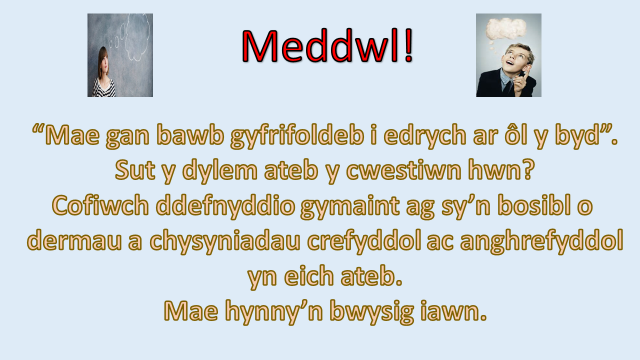 Meddwl!
“Mae gan bawb gyfrifoldeb i edrych ar ôl y byd”.
Sut y dylem ateb y cwestiwn hwn?
Cofiwch ddefnyddio gymaint ag sy’n bosibl o
dermau a chysyniadau crefyddol ac anghrefyddol
yn eich ateb.
Mae hynny’n bwysig iawn.